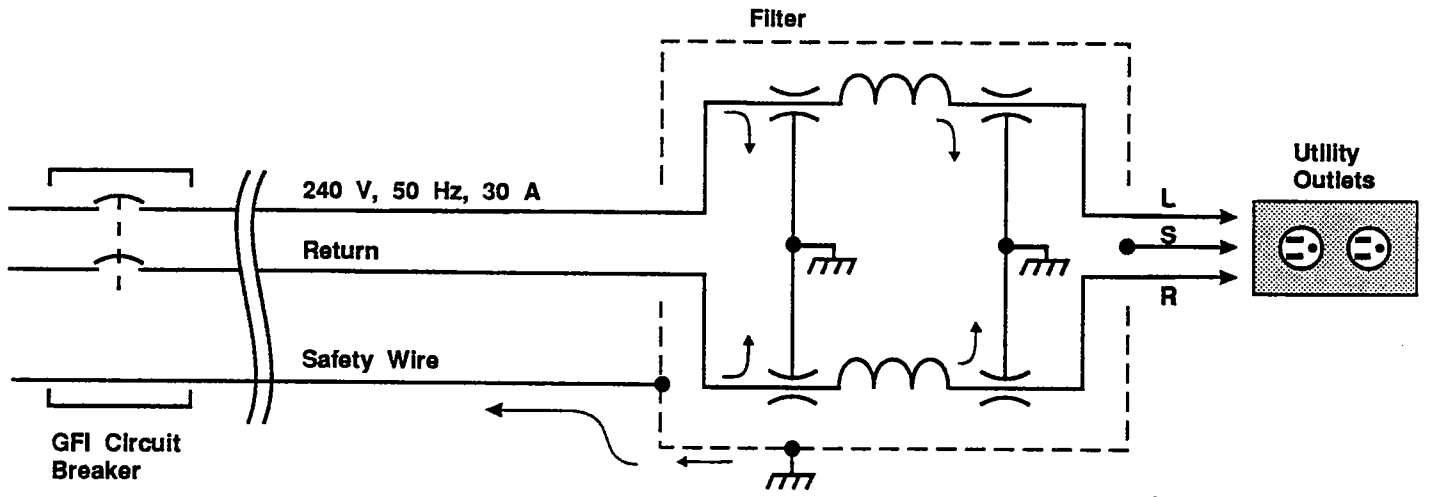 Filter
Utility
Outlets
240 V, 50 Hz, 30 A
L
S
Return
R
Safety Wire
GFI Circuit
Breaker